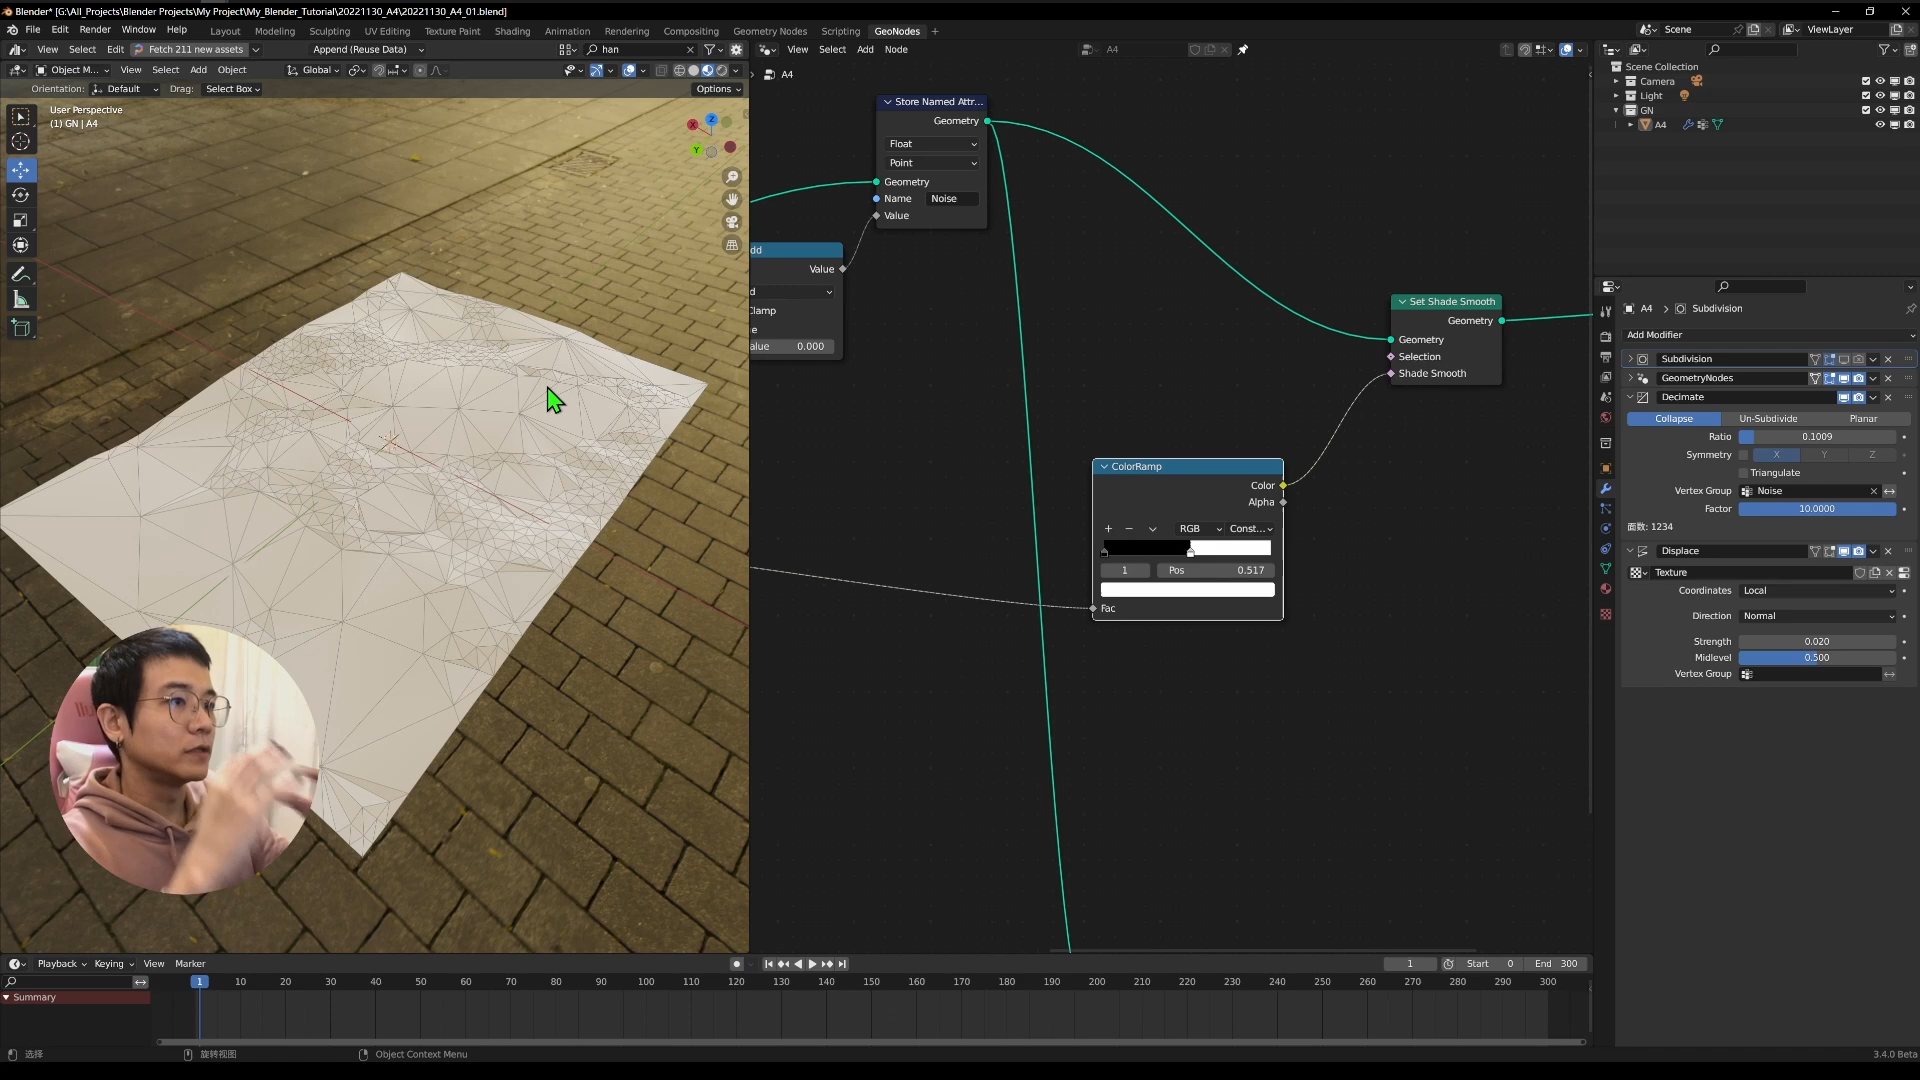 Blender* [G:\All_Projects\Blender Projects\My Project\My_Blender_Tutorial\20221130_A4\20221130_A4_01.blend]
File Edit Render Window Help Layout Modeling Sculpting UV Editing Texture Paint Shading Animation Rendering Compositing Geometry Nodes Scripting GeoNodes + Scene ViewLayer
View Select Edit Fetch 211 new assets Append (Reuse Data) han View Select Add Node A4
Object M... View Select Add Object Global
Orientation: Default Drag: Select Box Options
User Perspective
(1) GN | A4
X Z Y
A4
Store Named Attr...
Geometry
Float
Point
Geometry
Name Noise
Value
dd
Value
d
Clamp
e
alue 0.000
Set Shade Smooth
Geometry
Geometry
Selection
Shade Smooth
ColorRamp
Color
Alpha
+ − RGB Const...
1 Pos 0.517
Fac
Scene Collection
Camera
Light
GN
A4
A4 > Subdivision
Add Modifier
Subdivision
GeometryNodes
Decimate
Collapse Un-Subdivide Planar
Ratio 0.1009
Symmetry X Y Z
Triangulate
Vertex Group Noise
Factor 10.0000
面数: 1234
Displace
Texture
Coordinates Local
Direction Normal
Strength 0.020
Midlevel 0.500
Vertex Group
Playback Keying View Marker 1 Start 0 End 300
1 10 20 30 40 50 60 70 80 90 100 110 120 130 140 150 160 170 180 190 200 210 220 230 240 250 260 270 280 290 300
Summary
选择 旋转视图 Object Context Menu 3.4.0 Beta